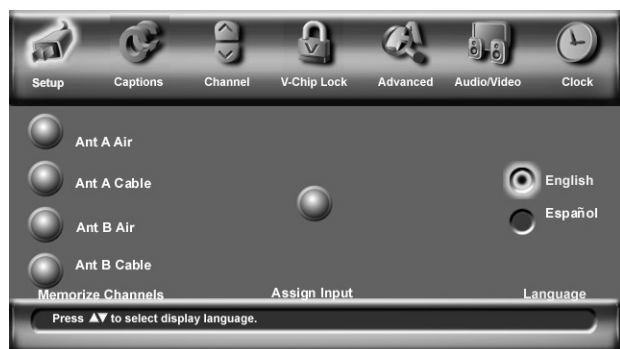 Setup Captions Channel V-Chip Lock Advanced Audio/Video Clock
Ant A Air
Ant A Cable
Ant B Air
Ant B Cable
Memorize Channels
Assign Input
English
Español
Language
Press ▲▼ to select display language.